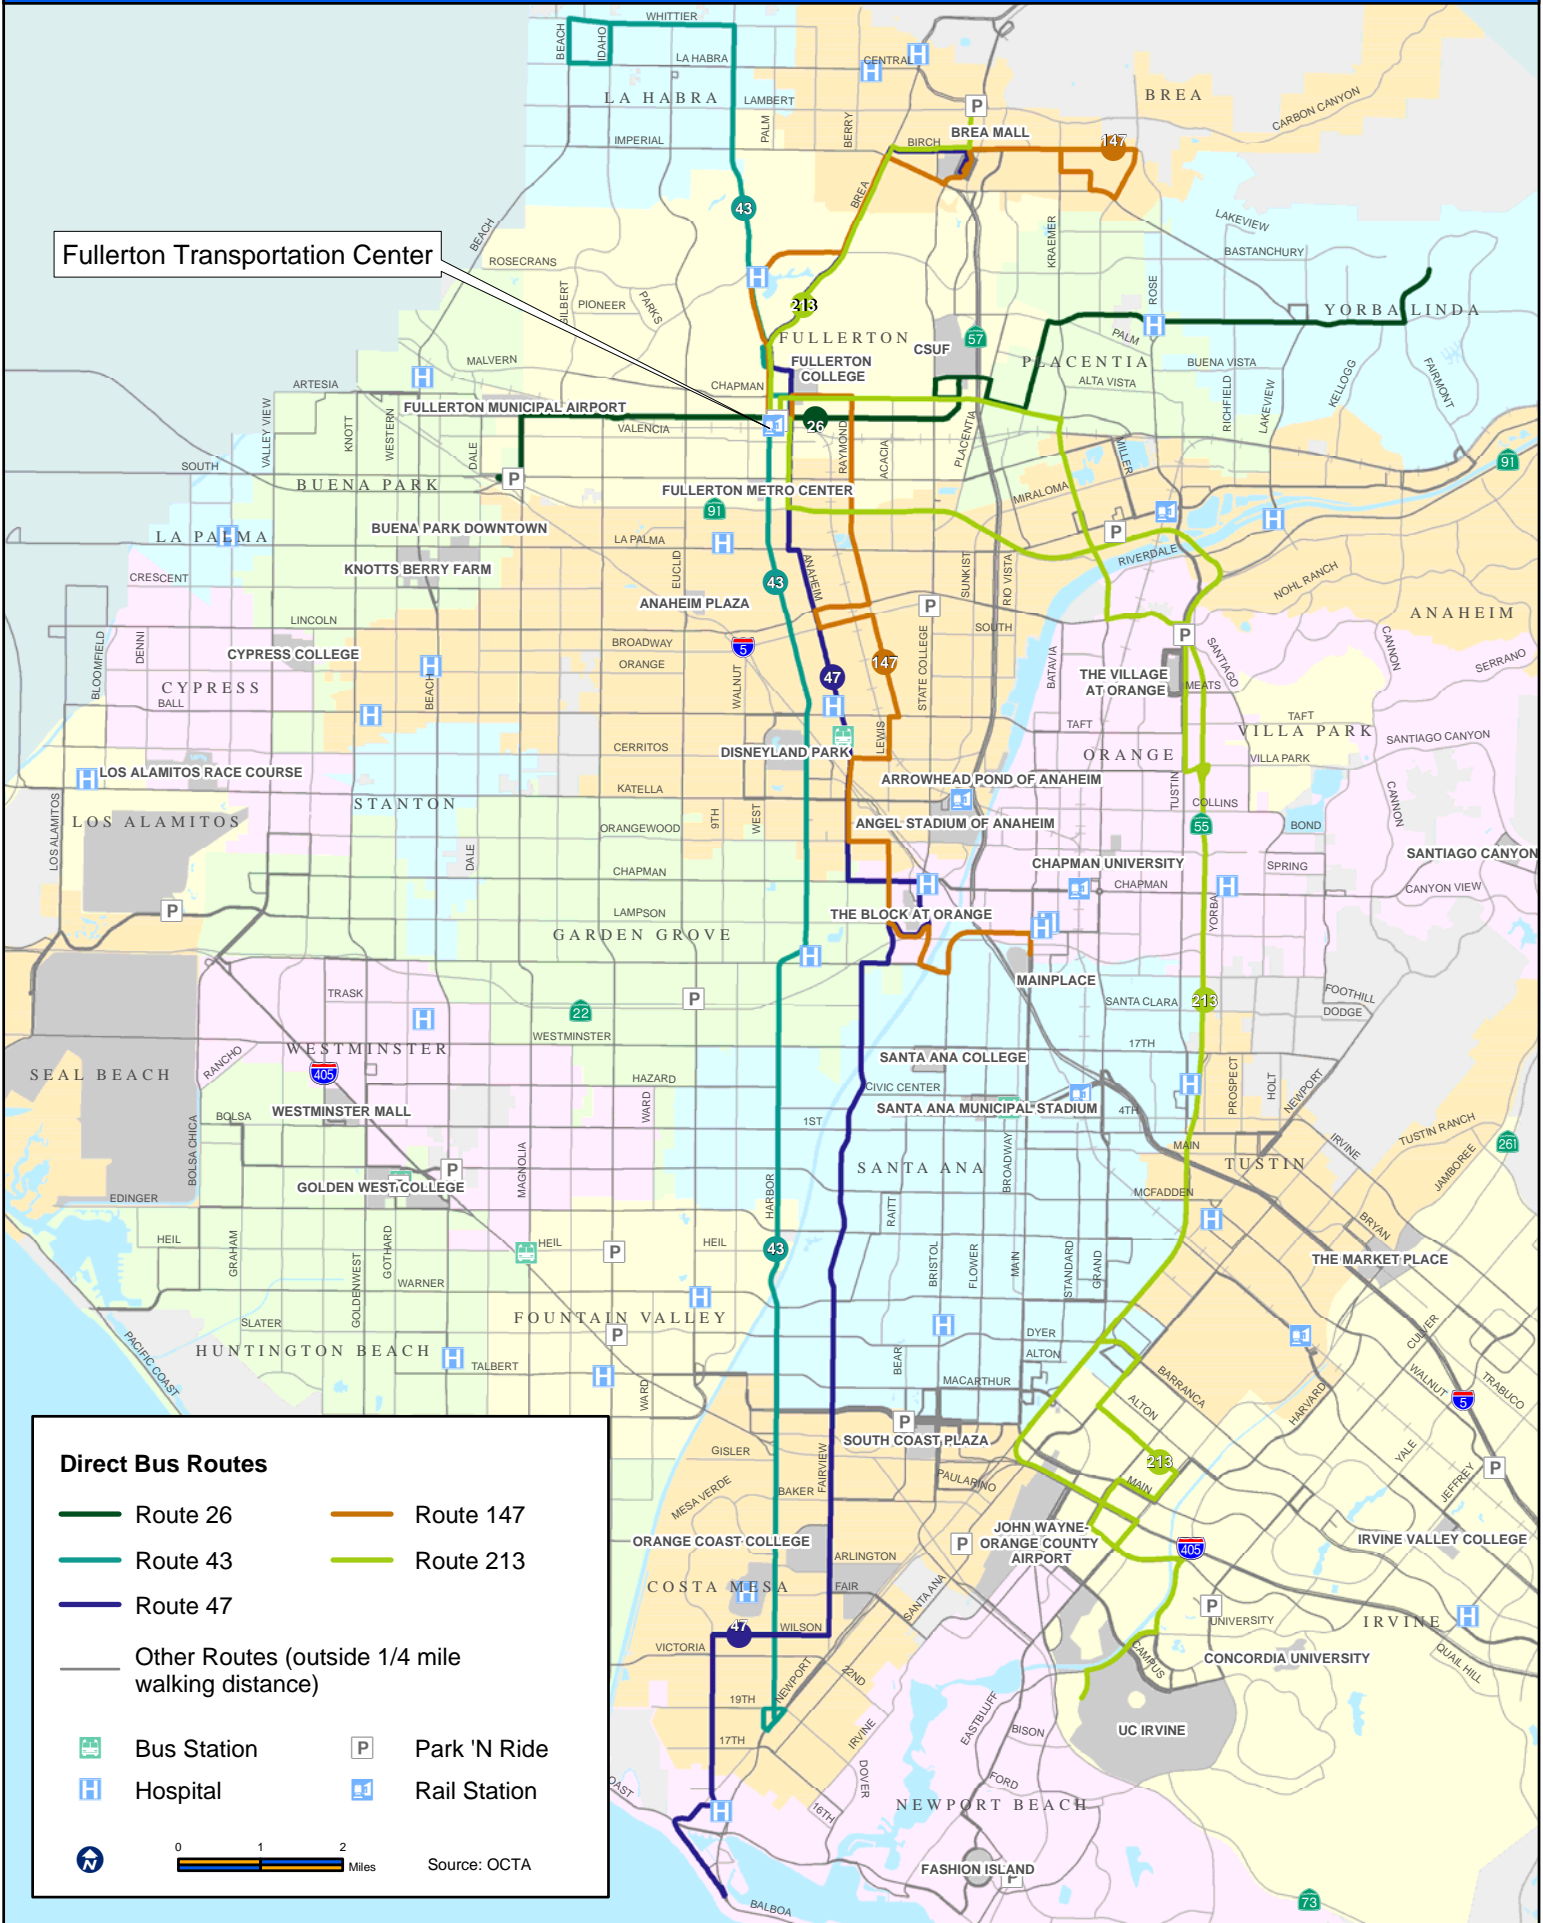 WHITTIER
BEACH
IDAHO
LA HABRA
CENTRAL
LA HABRA
LAMBERT
BREA
CARBON CANYON
PALM
BERRY
BREA MALL
IMPERIAL
BIRCH
147
BREA
43
LAKEVIEW
BEACH
KRAEMER
BASTANCHURY
Fullerton Transportation Center
ROSECRANS
GILBERT
PIONEER
PARKS
213
ROSE
YORBA LINDA
FULLERTON
57
CSUF
PALM
PLACENTIA
MALVERN
FULLERTON
COLLEGE
BUENA VISTA
ARTESIA
CHAPMAN
ALTA VISTA
KELLOGG
FAIRMONT
FULLERTON MUNICIPAL AIRPORT
VALLEY VIEW
KNOTT
WESTERN
DALE
VALENCIA
26
RAYMOND
ACACIA
PLACENTIA
RICHFIELD
LAKEVIEW
MILLER
SOUTH
91
BUENA PARK
FULLERTON METRO CENTER
MIRALOMA
91
BUENA PARK DOWNTOWN
LA PALMA
LA PALMA
KNOTTS BERRY FARM
RIVERDALE
CRESCENT
EUCLID
43
ANAHEIM
SUNKIST
RIO VISTA
NOHL RANCH
ANAHEIM PLAZA
ANAHEIM
LINCOLN
SOUTH
BLOOMFIELD
DENNI
CYPRESS COLLEGE
BROADWAY
5
ORANGE
147
STATE COLLEGE
BATAVIA
SANTIAGO
CANNON
SERRANO
CYPRESS
BEACH
WALNUT
47
THE VILLAGE
AT ORANGE
MEATS
BALL
TAFT
TAFT
VILLA PARK
SANTIAGO CANYON
CERRITOS
DISNEYLAND PARK
LEWIS
ORANGE
VILLA PARK
LOS ALAMITOS RACE COURSE
ARROWHEAD POND OF ANAHEIM
KATELLA
TUSTIN
COLLINS
CANNON
STANTON
9TH
WEST
LOS ALAMITOS
LOS ALAMITOS
ORANGEWOOD
ANGEL STADIUM OF ANAHEIM
55
BOND
DALE
CHAPMAN UNIVERSITY
SANTIAGO CANYON
CHAPMAN
SPRING
CHAPMAN
CANYON VIEW
LAMPSON
THE BLOCK AT ORANGE
YORBA
GARDEN GROVE
MAINPLACE
TRASK
SANTA CLARA
213
FOOTHILL
DODGE
22
WESTMINSTER
WESTMINSTER
17TH
RANCHO
SANTA ANA COLLEGE
SEAL BEACH
405
HAZARD
CIVIC CENTER
PROSPECT
HOLT
NEWPORT
WESTMINSTER MALL
WARD
SANTA ANA MUNICIPAL STADIUM
4TH
BOLSA
1ST
BOLSA CHICA
MAIN
IRVINE
TUSTIN RANCH
261
MAGNOLIA
SANTA ANA
BROADWAY
TUSTIN
JAMBOREE
GOLDEN WEST COLLEGE
MCFADDEN
EDINGER
HARBOR
RAITT
BRYAN
HEIL
GRAHAM
GOTHARD
HEIL
HEIL
43
THE MARKET PLACE
GOLDENWEST
WARNER
BRISTOL
FLOWER
MAIN
STANDARD
GRAND
SLATER
FOUNTAIN VALLEY
DYER
CULVER
HUNTINGTON BEACH
BEAR
ALTON
PACIFIC COAST
TALBERT
MACARTHUR
BARRANCA
WALNUT
TRABUCO
WARD
ALTON
HARVARD
5
Direct Bus Routes
GISLER
SOUTH COAST PLAZA
213
YALE
MESA VERDE
BAKER
FAIRVIEW
PAULARINO
MAIN
JEFFREY
Route 26
Route 147
ORANGE COAST COLLEGE
JOHN WAYNE-
ORANGE COUNTY
AIRPORT
405
IRVINE VALLEY COLLEGE
Route 43
Route 213
ARLINGTON
COSTA MESA
FAIR
SANTA ANA
Route 47
47
WILSON
UNIVERSITY
IRVINE
VICTORIA
Other Routes (outside 1/4 mile
walking distance)
22ND
CAMPUS
CONCORDIA UNIVERSITY
QUAIL HILL
NEWPORT
19TH
EASTBLUFF
BISON
UC IRVINE
17TH
IRVINE
Bus Station
Park 'N Ride
DOVER
FORD
Hospital
Rail Station
OAST
16TH
NEWPORT BEACH
0 1 2
Miles
Source: OCTA
N
FASHION ISLAND
BALBOA
73